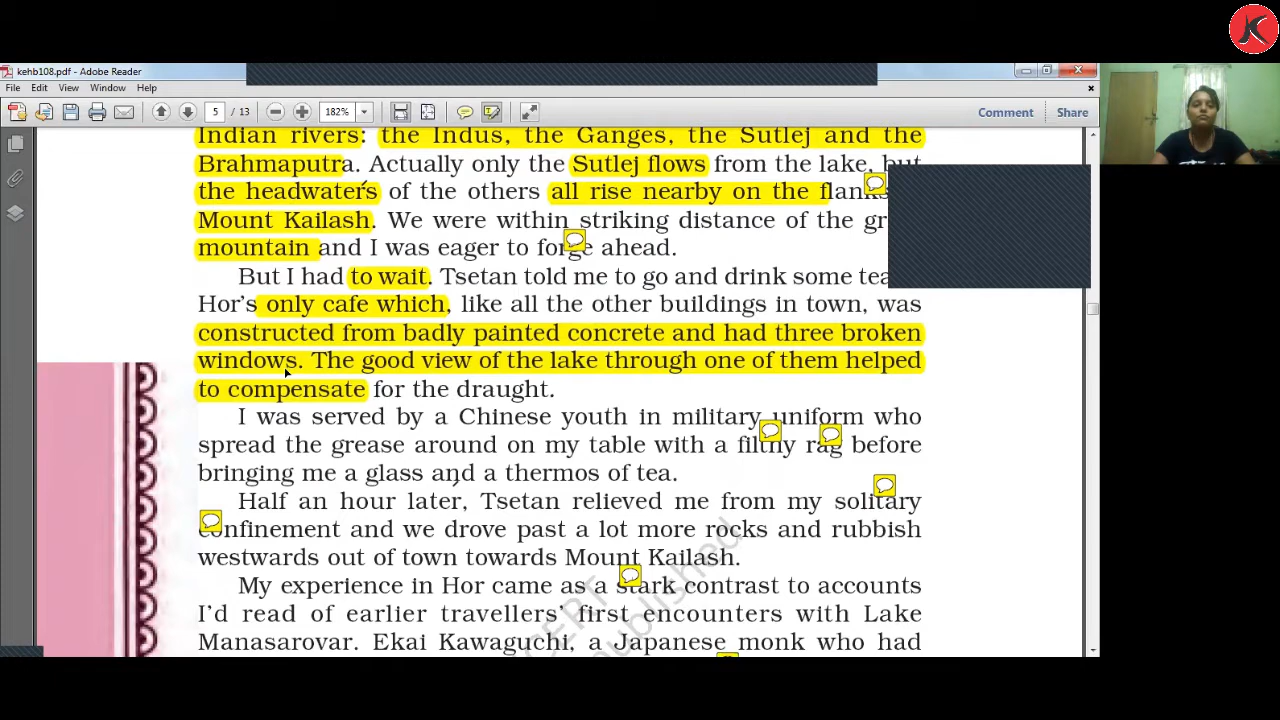 K
kehb108.pdf - Adobe Reader
File Edit View Window Help
5 / 13 182% Comment Share
Indian rivers: the Indus, the Ganges, the Sutlej and the
Brahmaputra. Actually only the Sutlej flows from the lake, but
the headwaters of the others all rise nearby on the flanks
Mount Kailash. We were within striking distance of the
mountain and I was eager to forge ahead.
But I had to wait. Tsetan told me to go and drink some tea
Hor's only cafe which, like all the other buildings in town, was
constructed from badly painted concrete and had three broken
windows. The good view of the lake through one of them helped
to compensate for the draught.
I was served by a Chinese youth in military uniform who
spread the grease around on my table with a filthy rag before
bringing me a glass and a thermos of tea.
Half an hour later, Tsetan relieved me from my solitary
confinement and we drove past a lot more rocks and rubbish
westwards out of town towards Mount Kailash.
My experience in Hor came as a stark contrast to accounts
I'd read of earlier travellers' first encounters with Lake
Manasarovar. Ekai Kawaguchi, a Japanese monk who had
published